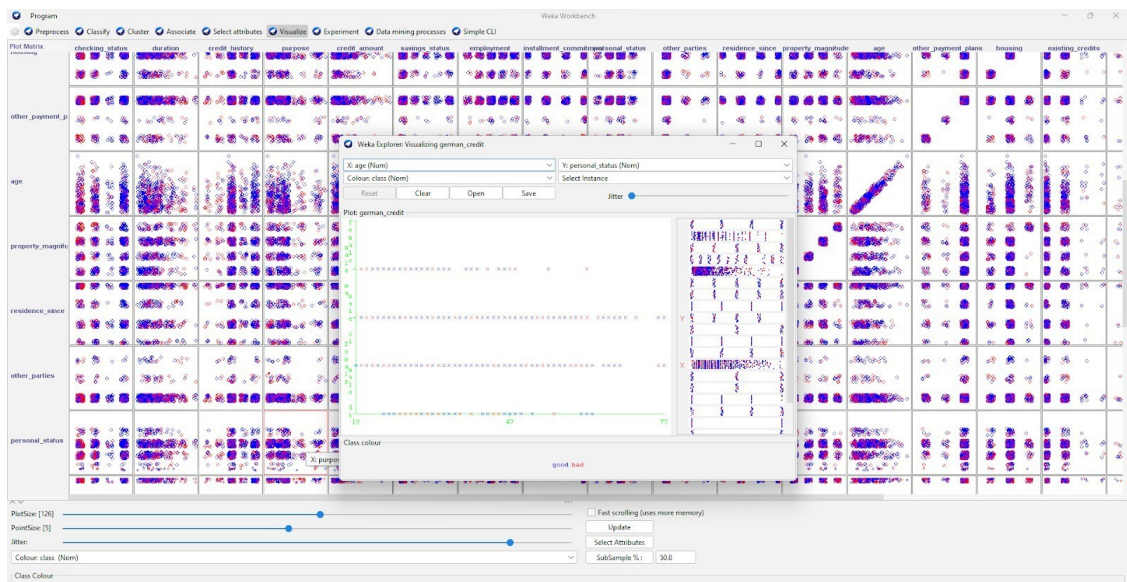 Program
Weka Workbench
Preprocess Classify Cluster Associate Select attributes Visualize Experiment Data mining processes Simple CLI
Plot Matrix checking_status duration credit_history purpose credit_amount savings_status employment personal_status other_parties residence_since property_magnitude age other_payment_plans housing existing_credits
other_payment_p
age
property_magnitu
residence_since
other_parties
personal_status
Weka Explorer: Visualizing german_credit
X: age (Num) Y: personal_status (Nom)
Colour: class (Nom) Select Instance
Reset Clear Open Save Jitter
Plot: german_credit
Y
X
19 47 75
Class colour
good bad
X: purpo
PlotSize: [126] Fast scrolling (uses more memory)
PointSize: [5] Update
Jitter: Select Attributes
Colour: class (Nom) SubSample % : 50.0
Class Colour